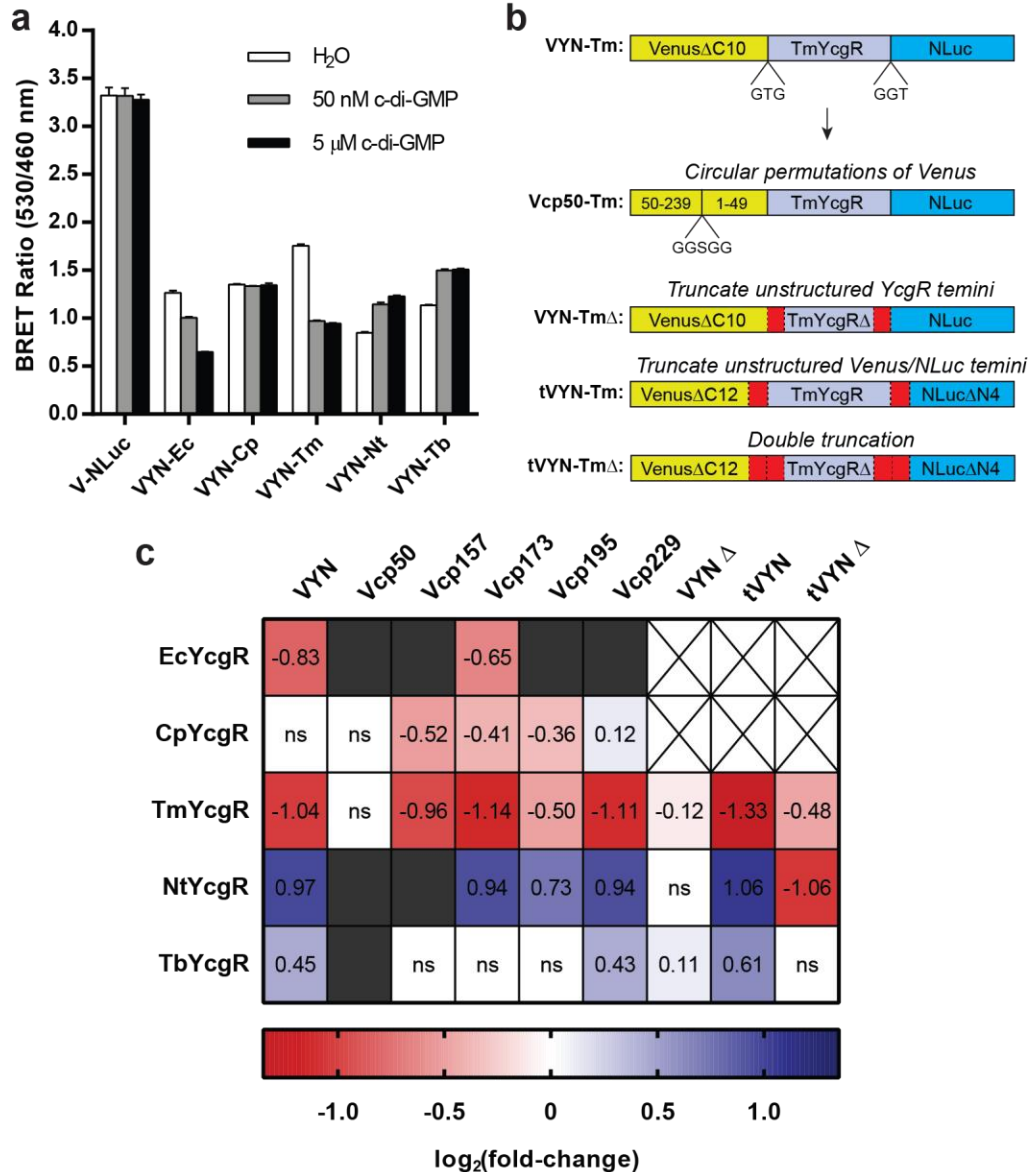 a
BRET Ratio (530/460 nm)
4.0
3.5
3.0
2.5
2.0
1.5
1.0
0.5
0.0
H₂O
50 nM c-di-GMP
5 μM c-di-GMP
V-NLuc
VYN-Ec
VYN-Cp
VYN-Tm
VYN-Nt
VYN-Tb
b
VYN-Tm: VenusΔC10 TmYcgR NLuc
GTG GGT
Circular permutations of Venus
Vcp50-Tm: 50-239 1-49 TmYcgR NLuc
GGSGG
Truncate unstructured YcgR temini
VYN-TmΔ: VenusΔC10 TmYcgRΔ NLuc
Truncate unstructured Venus/NLuc temini
tVYN-Tm: VenusΔC12 TmYcgR NLucΔN4
Double truncation
tVYN-TmΔ: VenusΔC12 TmYcgRΔ NLucΔN4
c
VYN Vcp50 Vcp157 Vcp173 Vcp195 Vcp229 VYN Δ tVYN tVYN Δ
EcYcgR -0.83 -0.65
CpYcgR ns ns -0.52 -0.41 -0.36 0.12
TmYcgR -1.04 ns -0.96 -1.14 -0.50 -1.11 -0.12 -1.33 -0.48
NtYcgR 0.97 0.94 0.73 0.94 ns 1.06 -1.06
TbYcgR 0.45 ns ns ns 0.43 0.11 0.61 ns
-1.0 -0.5 0 0.5 1.0
log₂(fold-change)